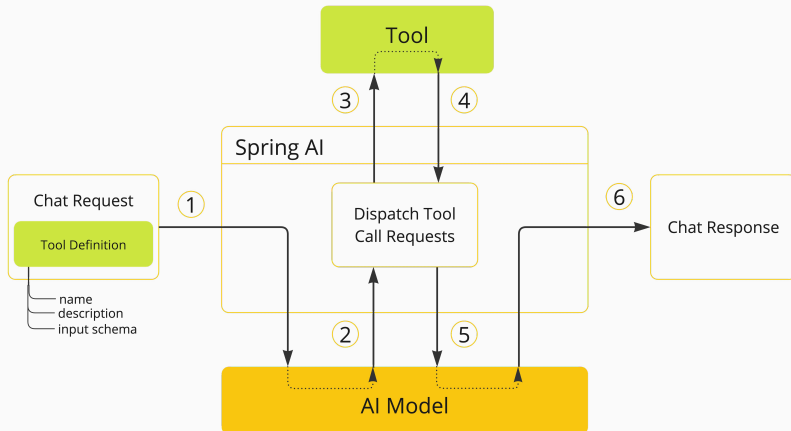 Tool
3
4
Spring AI
Chat Request
1
Tool Definition
name
description
input schema
Dispatch Tool
Call Requests
6
Chat Response
2
5
AI Model